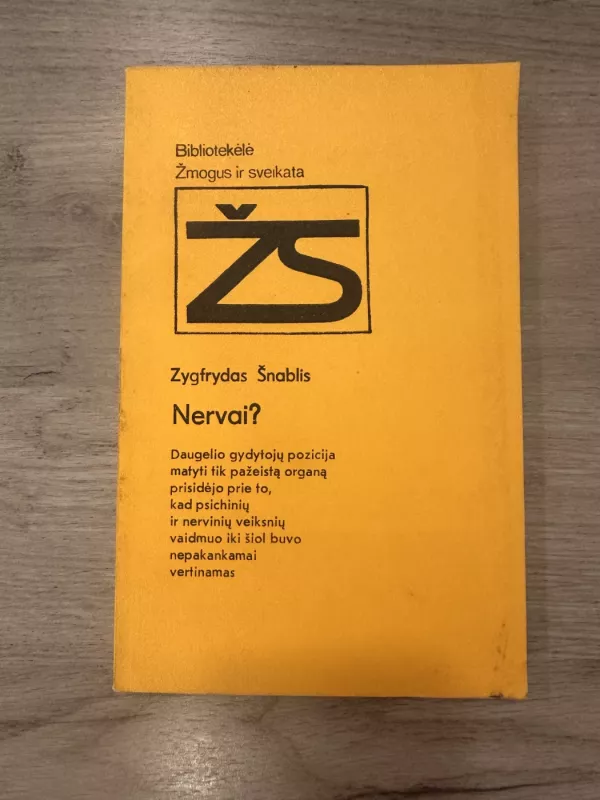 Bibliotekėlė
Žmogus ir sveikata
ŽS
Zygfrydas Šnablis
Nervai?
Daugelio gydytojų pozicija
matyti tik pažeistą organą
prisidėjo prie to,
kad psichinių
ir nervinių veiksnių
vaidmuo iki šiol buvo
nepakankamai
vertinamas